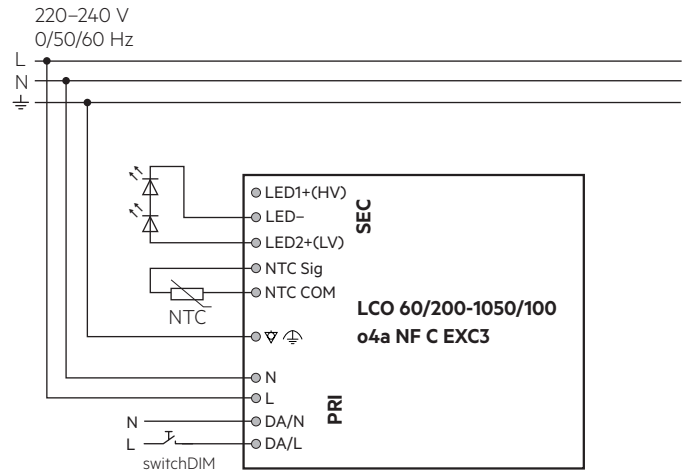 220–240 V
0/50/60 Hz
L
N
LED1+(HV)
LED–
LED2+(LV)
SEC
NTC Sig
NTC COM
NTC
LCO 60/200-1050/100
o4a NF C EXC3
N
L
PRI
N
DA/N
L
DA/L
switchDIM